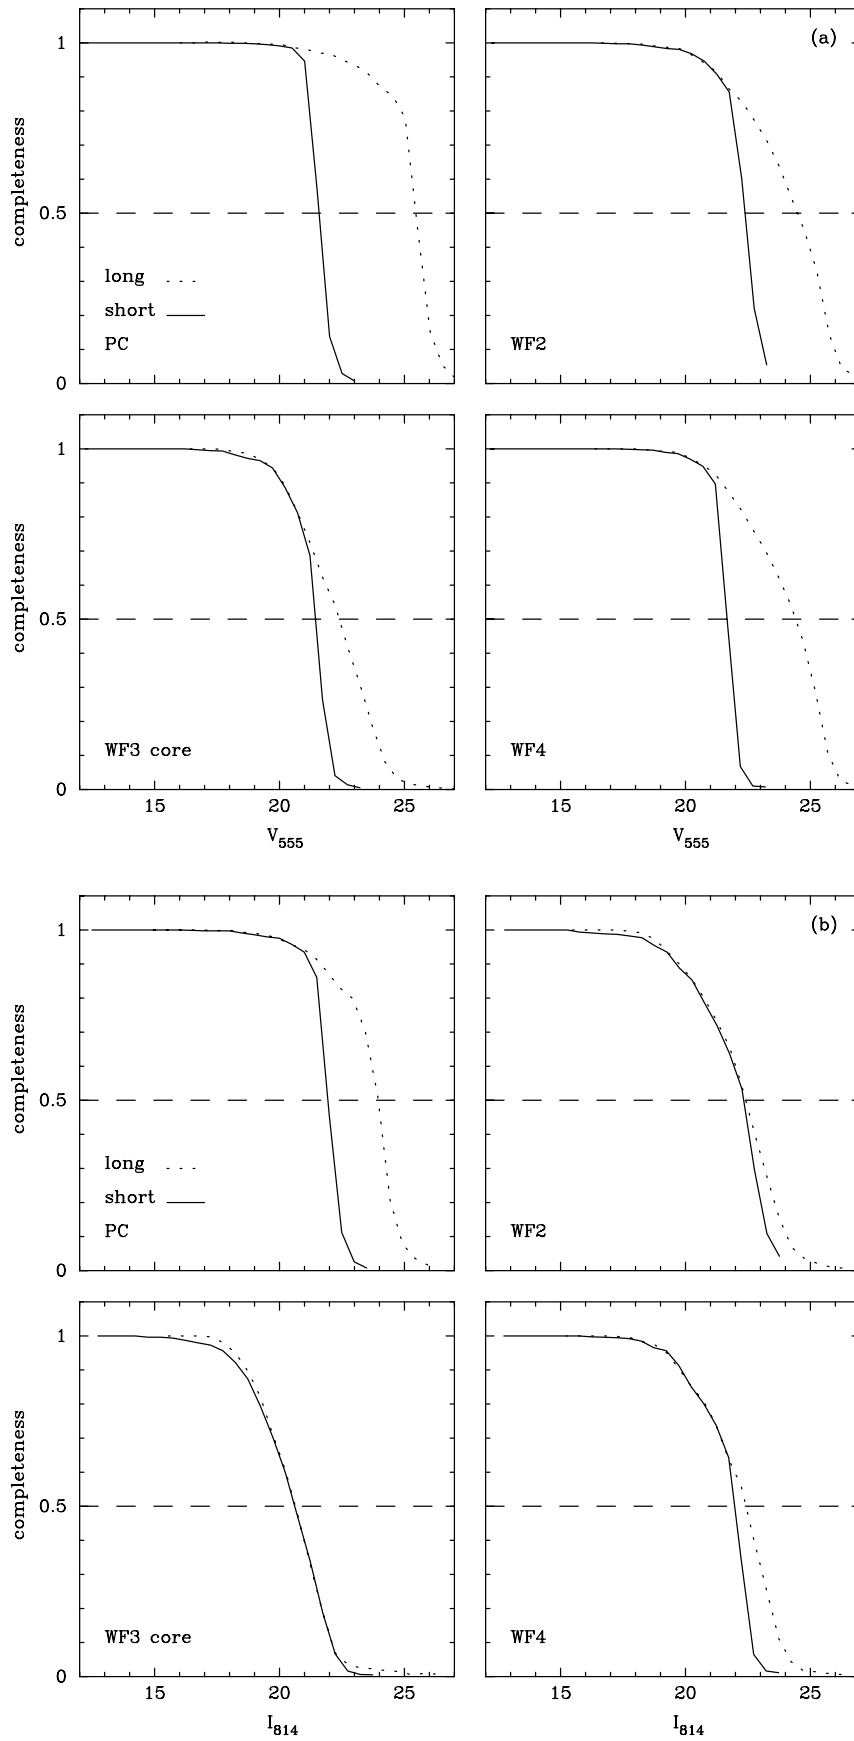 (a)
1
completeness
0.5
long
short
PC
WF2
0
1
completeness
0.5
WF3 core
WF4
0
15 20 25
15 20 25
V555
V555
(b)
1
completeness
0.5
long
short
PC
WF2
0
1
completeness
0.5
WF3 core
WF4
0
15 20 25
15 20 25
I814
I814